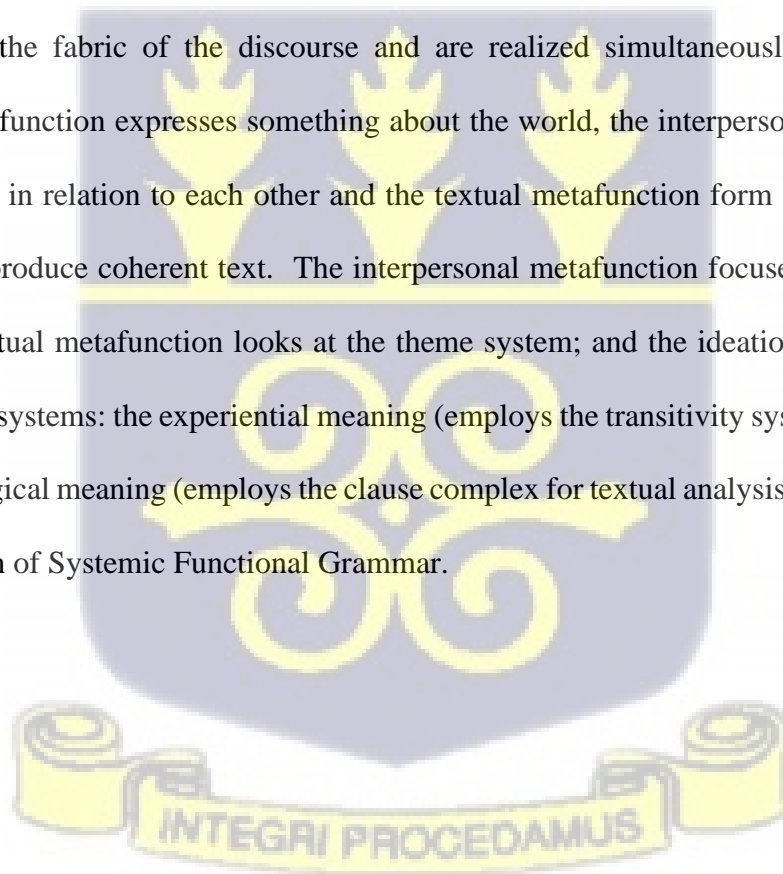 the fabric of the discourse and are realized simultaneousl
function expresses something about the world, the interperso
in relation to each other and the textual metafunction form
produce coherent text. The interpersonal metafunction focuse
tual metafunction looks at the theme system; and the ideatio
systems: the experiential meaning (employs the transitivity sys
gical meaning (employs the clause complex for textual analysis
n of Systemic Functional Grammar.
INTEGRI PROCEDAMUS